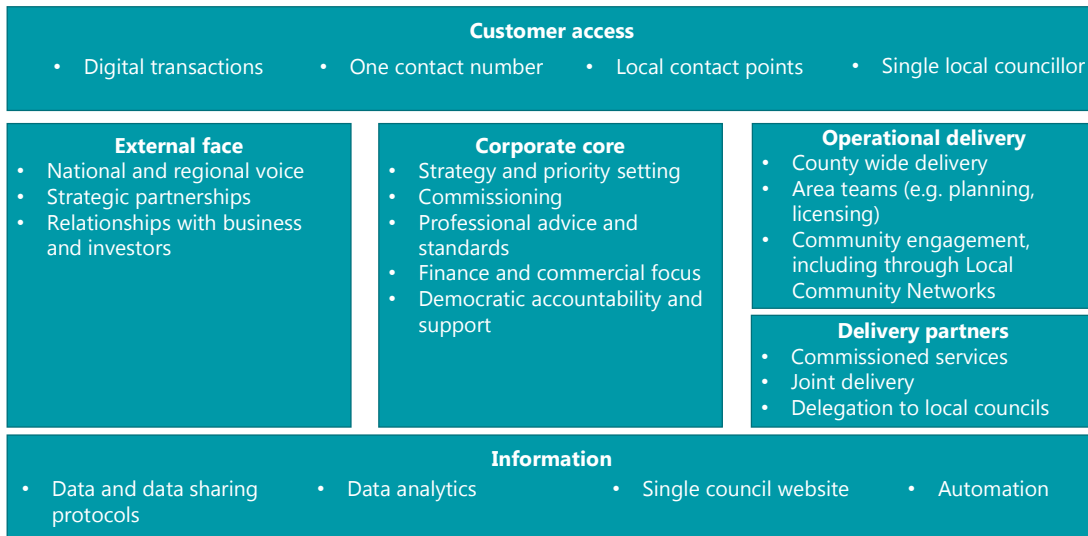 Customer access
• Digital transactions • One contact number • Local contact points • Single local councillor
External face
• National and regional voice
• Strategic partnerships
• Relationships with business
and investors
Corporate core
• Strategy and priority setting
• Commissioning
• Professional advice and
standards
• Finance and commercial focus
• Democratic accountability and
support
Operational delivery
• County wide delivery
• Area teams (e.g. planning,
licensing)
• Community engagement,
including through Local
Community Networks
Delivery partners
• Commissioned services
• Joint delivery
• Delegation to local councils
Information
• Data and data sharing
protocols
• Data analytics
• Single council website
• Automation